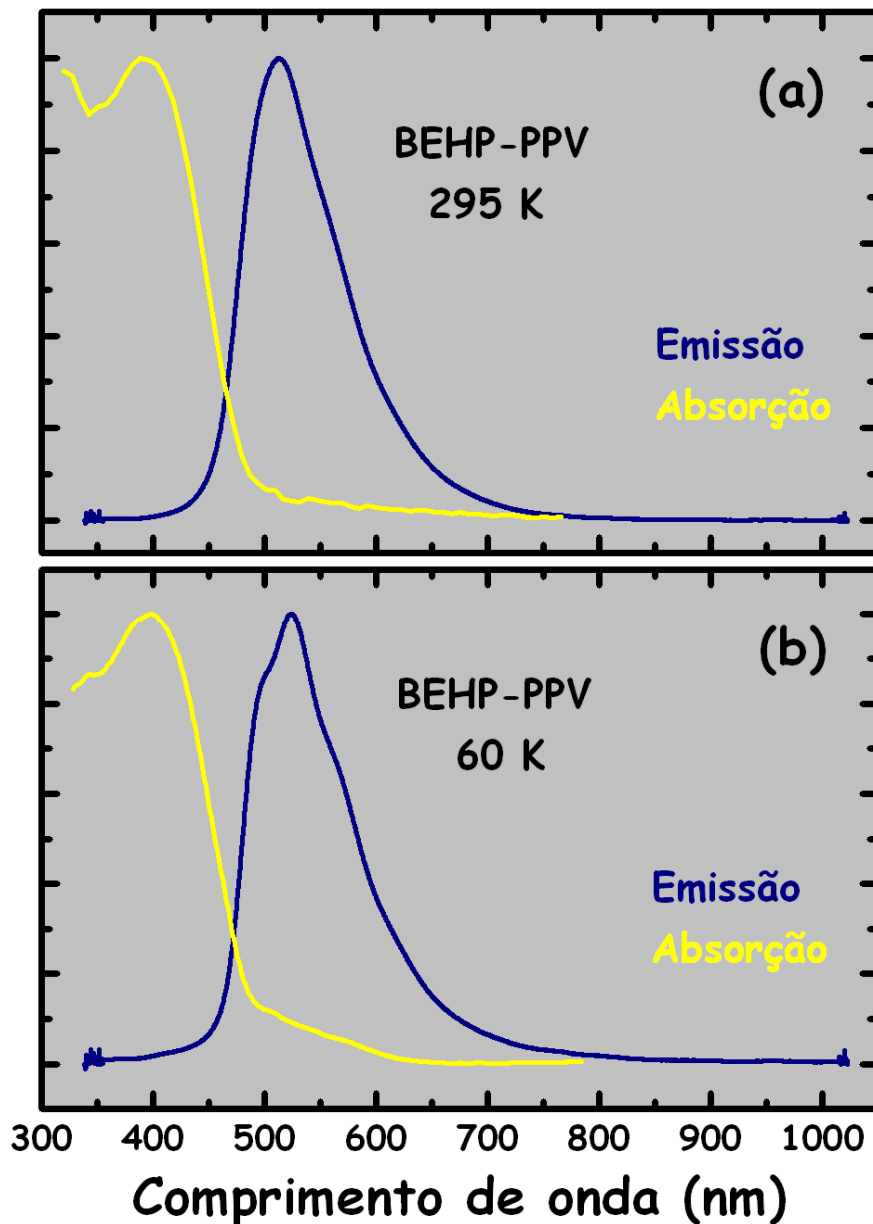 (a)
BEHP-PPV
295 K
Emissão
Absorção
(b)
BEHP-PPV
60 K
Emissão
Absorção
300 400 500 600 700 800 900 1000
Comprimento de onda (nm)